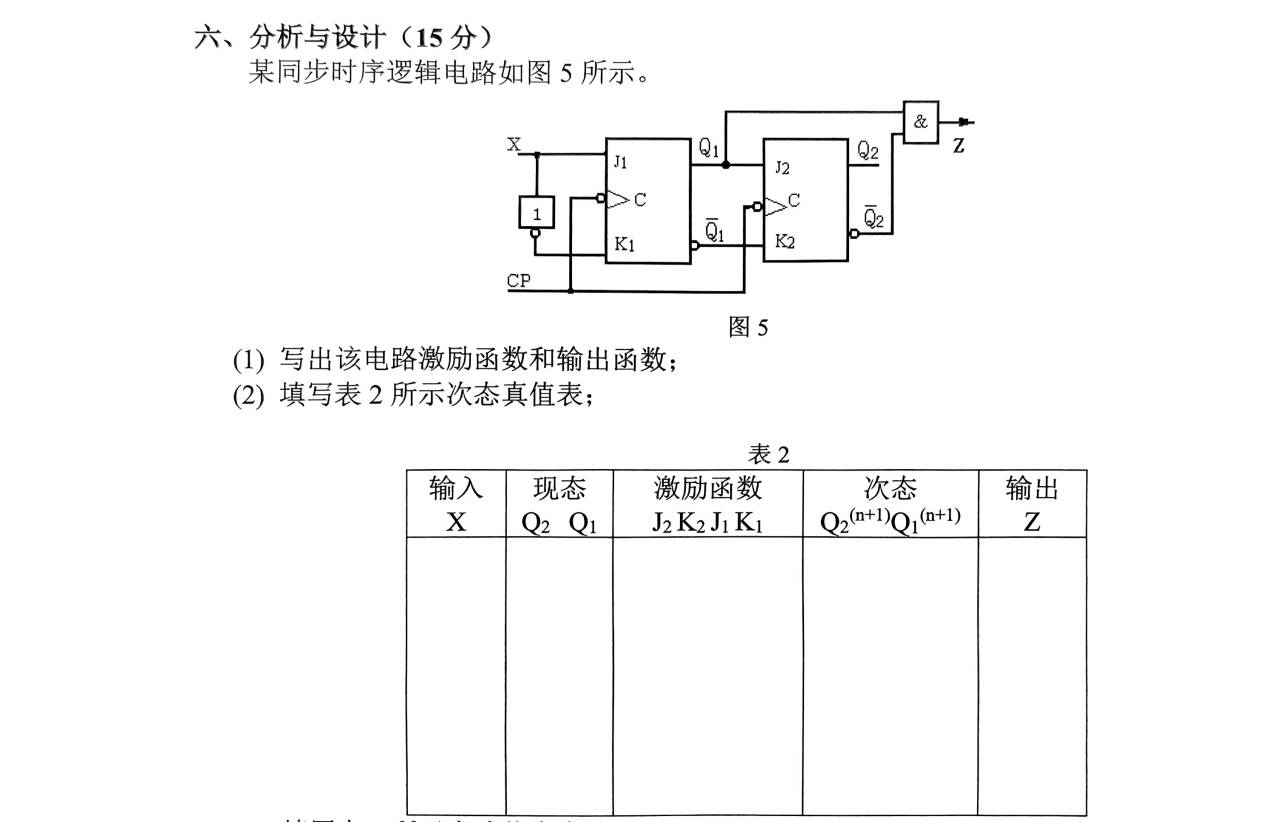 六、分析与设计（15 分）
某同步时序逻辑电路如图 5 所示。
&
X
J1
Q1
J2
Q2
Z
1
C
C
K1
Q̅1
K2
Q̅2
CP
图 5
(1) 写出该电路激励函数和输出函数；
(2) 填写表 2 所示次态真值表；
表 2
输入 现态 激励函数 次态 输出
X Q2 Q1 J2 K2 J1 K1 Q2(n+1)Q1(n+1) Z